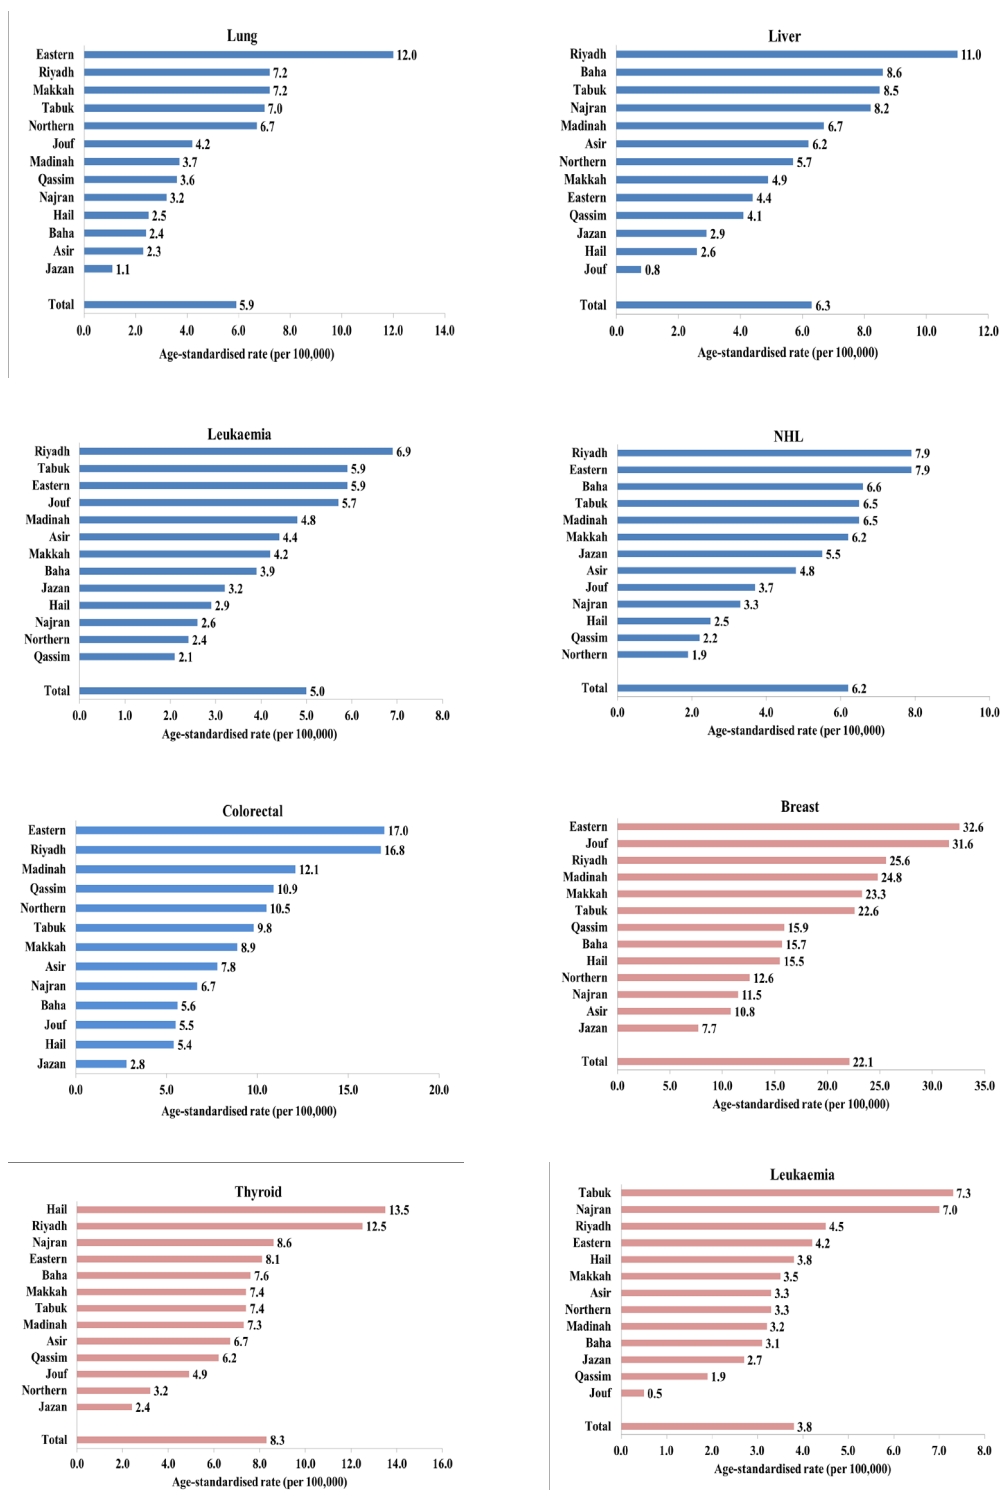 Lung
Eastern 12.0
Riyadh 7.2
Makkah 7.2
Tabuk 7.0
Northern 6.7
Jouf 4.2
Madinah 3.7
Qassim 3.6
Najran 3.2
Hail 2.5
Baha 2.4
Asir 2.3
Jazan 1.1
Total 5.9
0.0 2.0 4.0 6.0 8.0 10.0 12.0 14.0
Age-standardised rate (per 100,000)
Liver
Riyadh 11.0
Baha 8.6
Tabuk 8.5
Najran 8.2
Madinah 6.7
Asir 6.2
Northern 5.7
Makkah 4.9
Eastern 4.4
Qassim 4.1
Jazan 2.9
Hail 2.6
Jouf 0.8
Total 6.3
0.0 2.0 4.0 6.0 8.0 10.0 12.0
Age-standardised rate (per 100,000)
Leukaemia
Riyadh 6.9
Tabuk 5.9
Eastern 5.9
Jouf 5.7
Madinah 4.8
Asir 4.4
Makkah 4.2
Baha 3.9
Jazan 3.2
Hail 2.9
Najran 2.6
Northern 2.4
Qassim 2.1
Total 5.0
0.0 1.0 2.0 3.0 4.0 5.0 6.0 7.0 8.0
Age-standardised rate (per 100,000)
NHL
Riyadh 7.9
Eastern 7.9
Baha 6.6
Tabuk 6.5
Madinah 6.5
Makkah 6.2
Jazan 5.5
Asir 4.8
Jouf 3.7
Najran 3.3
Hail 2.5
Qassim 2.2
Northern 1.9
Total 6.2
0.0 2.0 4.0 6.0 8.0 10.0
Age-standardised rate (per 100,000)
Colorectal
Eastern 17.0
Riyadh 16.8
Madinah 12.1
Qassim 10.9
Northern 10.5
Tabuk 9.8
Makkah 8.9
Asir 7.8
Najran 6.7
Baha 5.6
Jouf 5.5
Hail 5.4
Jazan 2.8
0.0 5.0 10.0 15.0 20.0
Age-standardised rate (per 100,000)
Breast
Eastern 32.6
Jouf 31.6
Riyadh 25.6
Madinah 24.8
Makkah 23.3
Tabuk 22.6
Qassim 15.9
Baha 15.7
Hail 15.5
Northern 12.6
Najran 11.5
Asir 10.8
Jazan 7.7
Total 22.1
0.0 5.0 10.0 15.0 20.0 25.0 30.0 35.0
Age-standardised rate (per 100,000)
Thyroid
Hail 13.5
Riyadh 12.5
Najran 8.6
Eastern 8.1
Baha 7.6
Makkah 7.4
Tabuk 7.4
Madinah 7.3
Asir 6.7
Qassim 6.2
Jouf 4.9
Northern 3.2
Jazan 2.4
Total 8.3
0.0 2.0 4.0 6.0 8.0 10.0 12.0 14.0 16.0
Age-standardised rate (per 100,000)
Leukaemia
Tabuk 7.3
Najran 7.0
Riyadh 4.5
Eastern 4.2
Hail 3.8
Makkah 3.5
Asir 3.3
Northern 3.3
Madinah 3.2
Baha 3.1
Jazan 2.7
Qassim 1.9
Jouf 0.5
Total 3.8
0.0 1.0 2.0 3.0 4.0 5.0 6.0 7.0 8.0
Age-standardised rate (per 100,000)